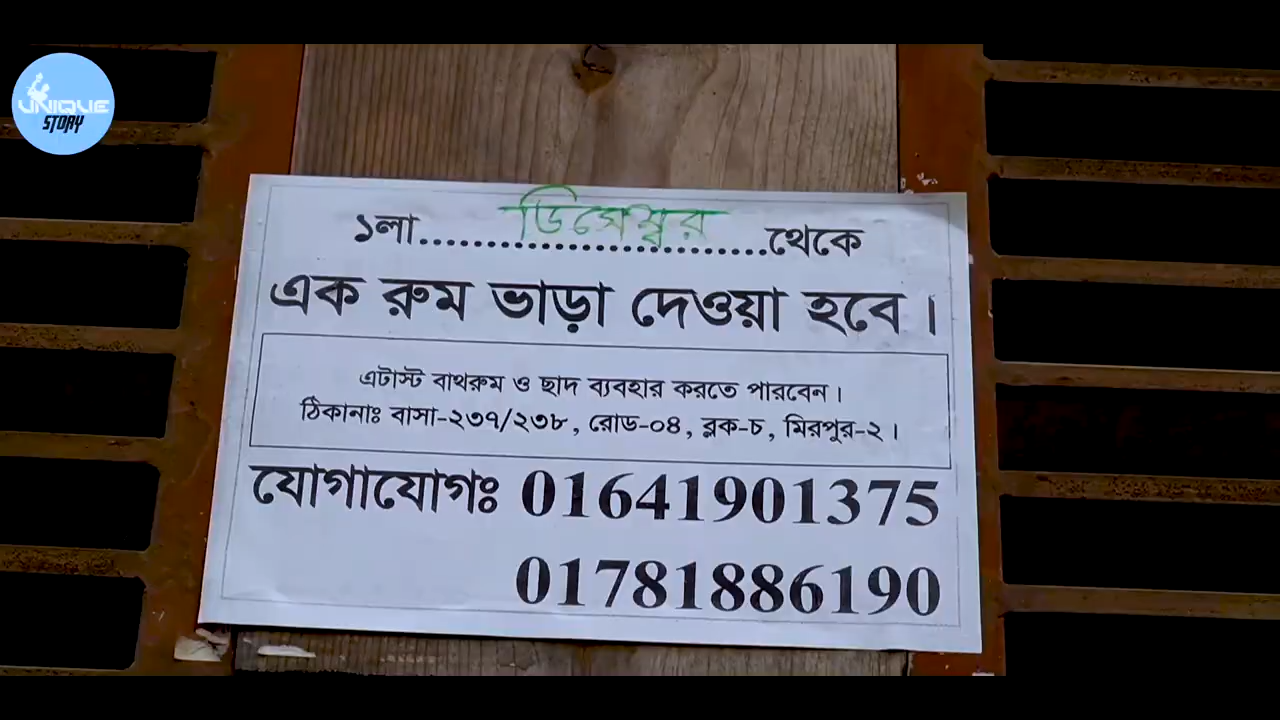 UNIQUE
STORY
১লা..........ডিসেম্বর..........থেকে
এক রুম ভাড়া দেওয়া হবে।
এটাস্ট বাথরুম ও ছাদ ব্যবহার করতে পারবেন।
ঠিকানাঃ বাসা-২৩৭/২৩৮, রোড-০৪, ব্লক-চ, মিরপুর-২।
যোগাযোগঃ 01641901375
01781886190